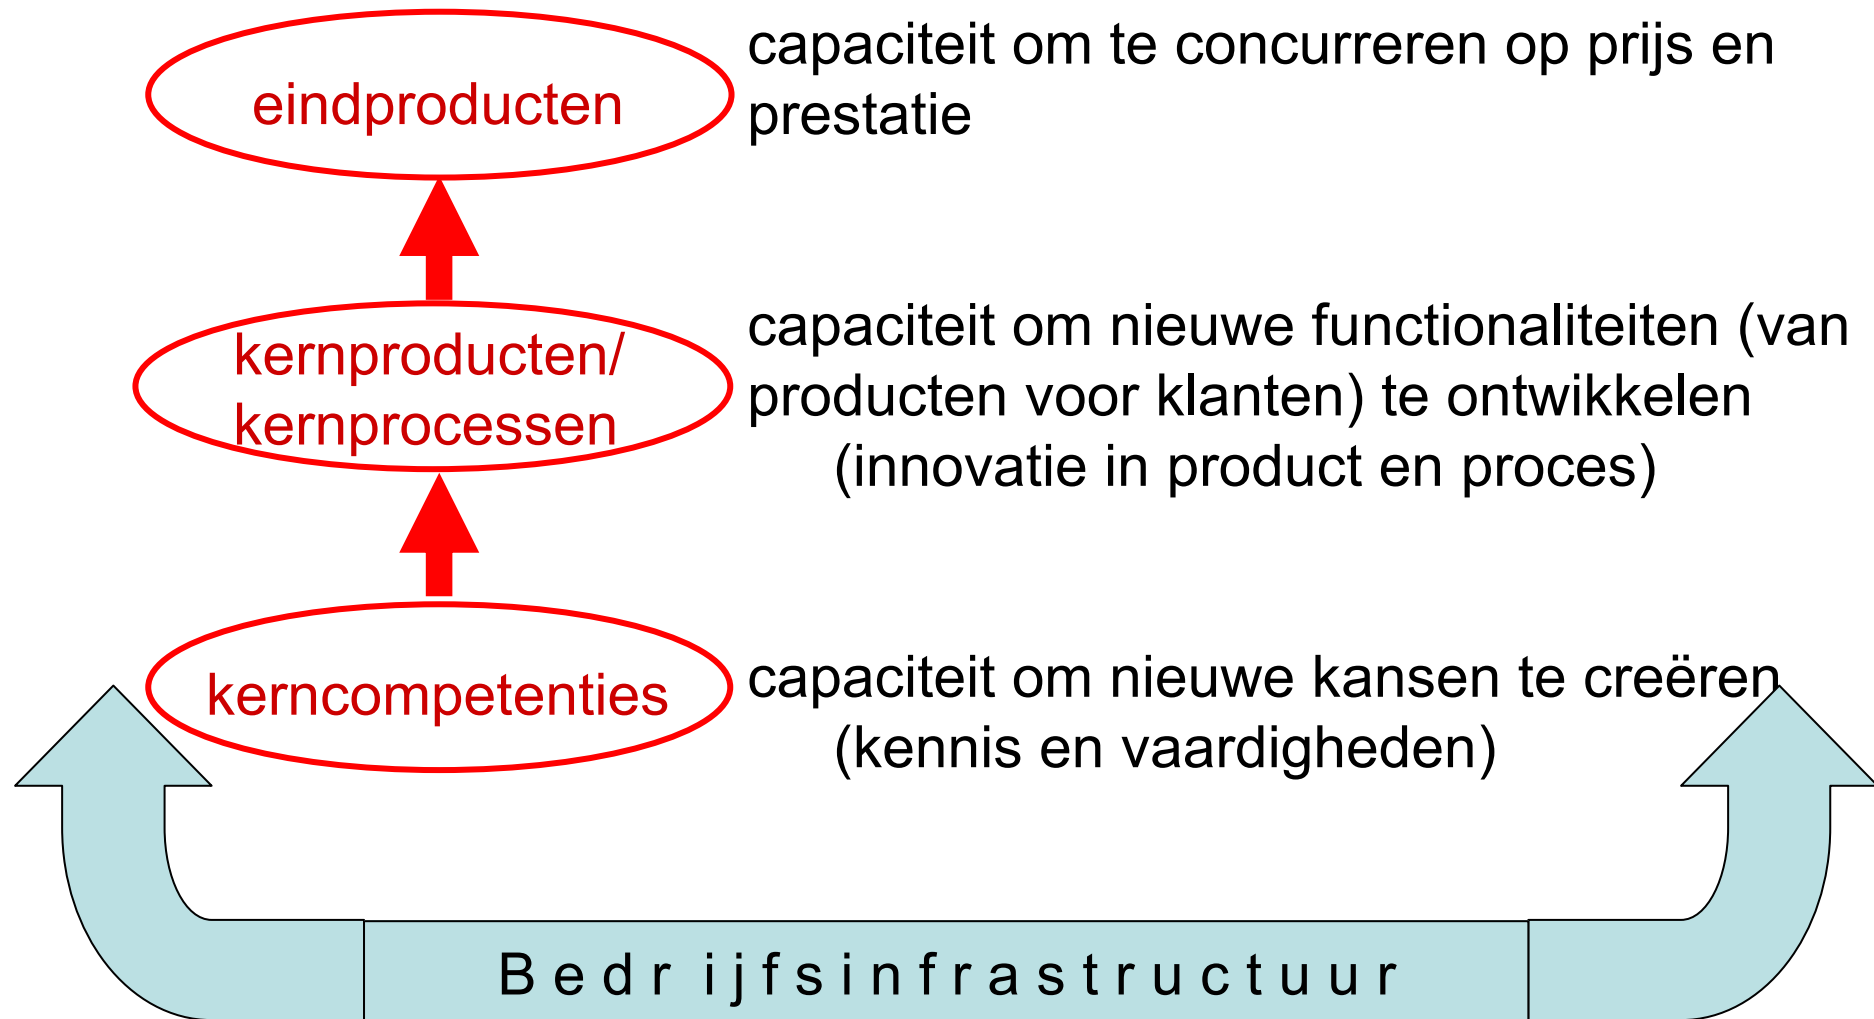 eindproducten
capaciteit om te concurreren op prijs en
prestatie
kernproducten/
kernprocessen
capaciteit om nieuwe functionaliteiten (van
producten voor klanten) te ontwikkelen
(innovatie in product en proces)
kerncompetenties
capaciteit om nieuwe kansen te creëren
(kennis en vaardigheden)
Bedrijfsinfrastructuur